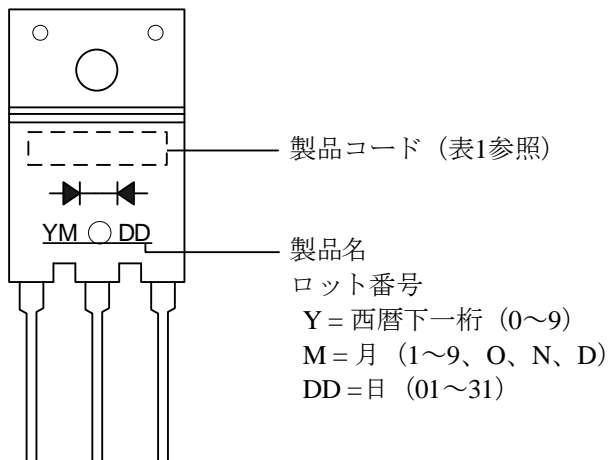 製品コード（表1参照）
YM DD
製品名
ロット番号
Y = 西暦下一桁（0～9）
M = 月（1～9、O、N、D）
DD =日（01～31）